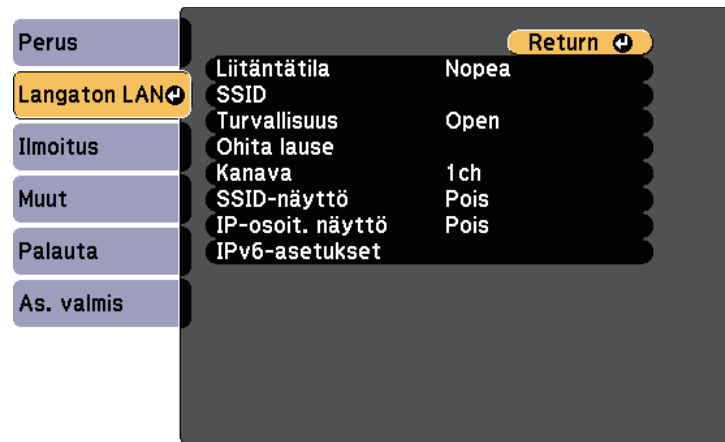 Perus
Langaton LAN
Ilmoitus
Muut
Palauta
As. valmis
Return
Liitäntätila Nopea
SSID
Turvallisuus Open
Ohita lause
Kanava 1ch
SSID-näyttö Pois
IP-osoit. näyttö Pois
IPv6-asetukset